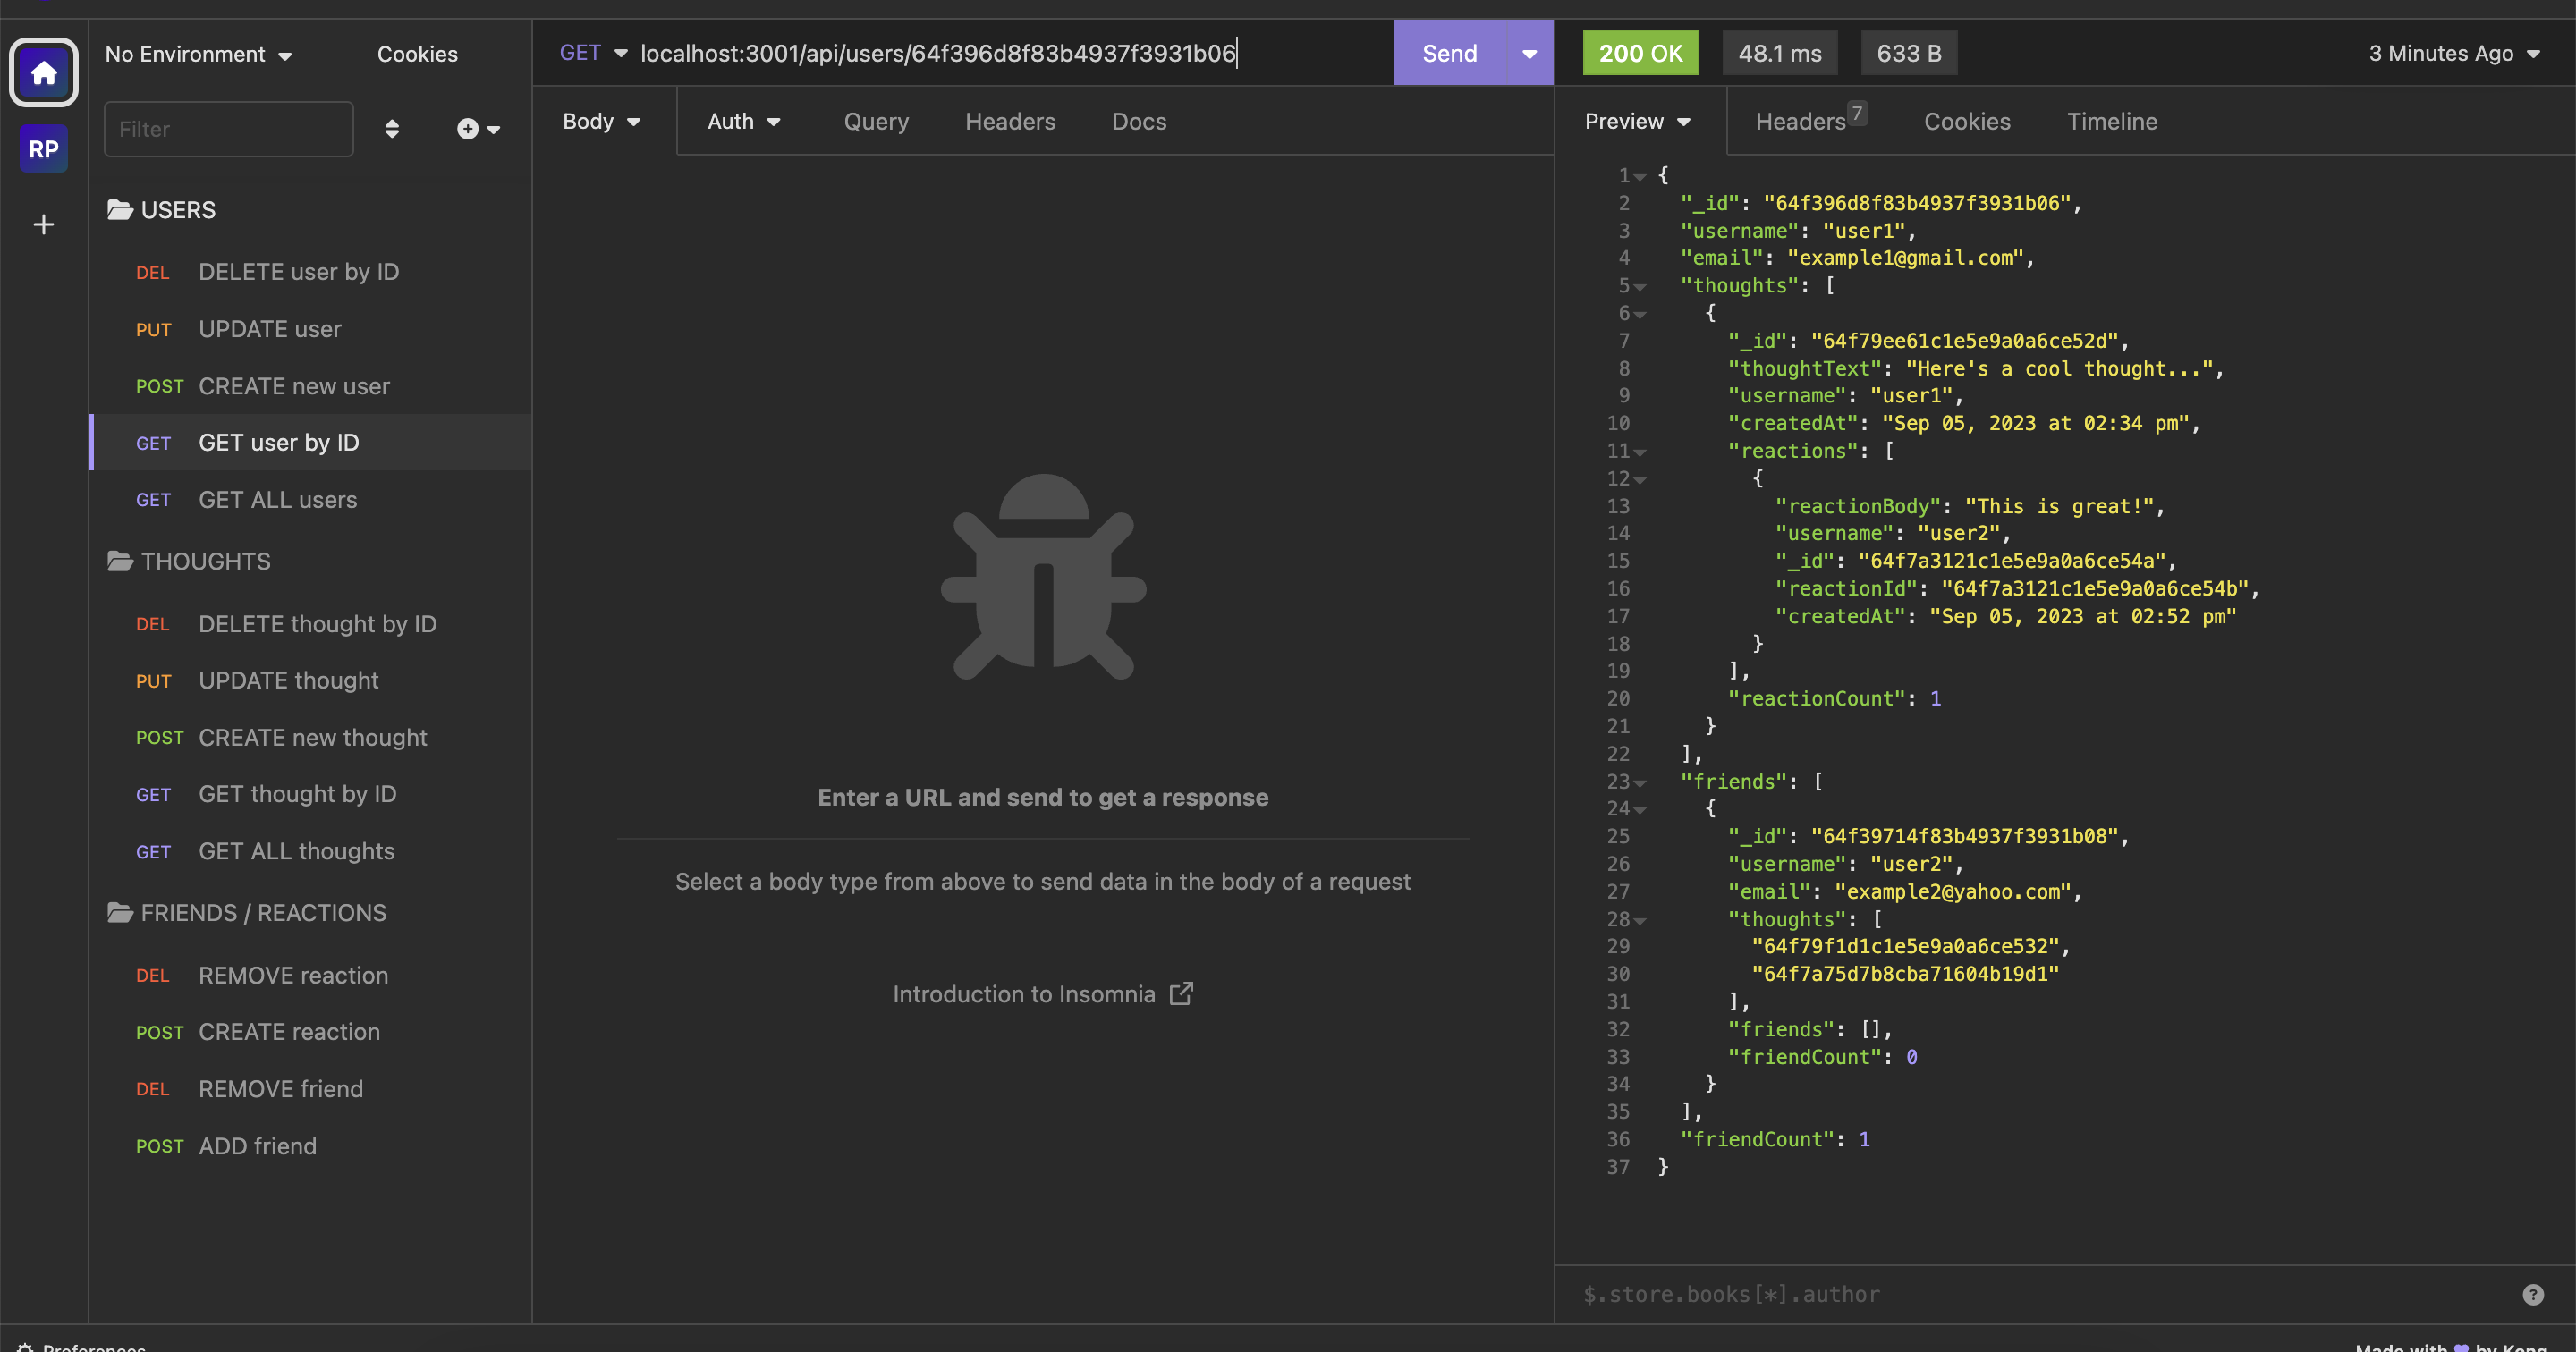 No Environment
Cookies
GET
localhost:3001/api/users/64f396d8f83b4937f3931b06
Send
200 OK
48.1 ms
633 B
3 Minutes Ago
RP
Filter
USERS
DEL DELETE user by ID
PUT UPDATE user
POST CREATE new user
GET GET user by ID
GET GET ALL users
THOUGHTS
DEL DELETE thought by ID
PUT UPDATE thought
POST CREATE new thought
GET GET thought by ID
GET GET ALL thoughts
FRIENDS / REACTIONS
DEL REMOVE reaction
POST CREATE reaction
DEL REMOVE friend
POST ADD friend
Body
Auth
Query
Headers
Docs
Enter a URL and send to get a response
Select a body type from above to send data in the body of a request
Introduction to Insomnia
Preview
Headers 7
Cookies
Timeline
1 {
2 "_id": "64f396d8f83b4937f3931b06",
3 "username": "user1",
4 "email": "example1@gmail.com",
5 "thoughts": [
6 {
7 "_id": "64f79ee61c1e5e9a0a6ce52d",
8 "thoughtText": "Here's a cool thought...",
9 "username": "user1",
10 "createdAt": "Sep 05, 2023 at 02:34 pm",
11 "reactions": [
12 {
13 "reactionBody": "This is great!",
14 "username": "user2",
15 "_id": "64f7a3121c1e5e9a0a6ce54a",
16 "reactionId": "64f7a3121c1e5e9a0a6ce54b",
17 "createdAt": "Sep 05, 2023 at 02:52 pm"
18 }
19 ],
20 "reactionCount": 1
21 }
22 ],
23 "friends": [
24 {
25 "_id": "64f39714f83b4937f3931b08",
26 "username": "user2",
27 "email": "example2@yahoo.com",
28 "thoughts": [
29 "64f79f1d1c1e5e9a0a6ce532",
30 "64f7a75d7b8cba71604b19d1"
31 ],
32 "friends": [],
33 "friendCount": 0
34 }
35 ],
36 "friendCount": 1
37 }
$.store.books[*].author
Preferences
Made with by Kong